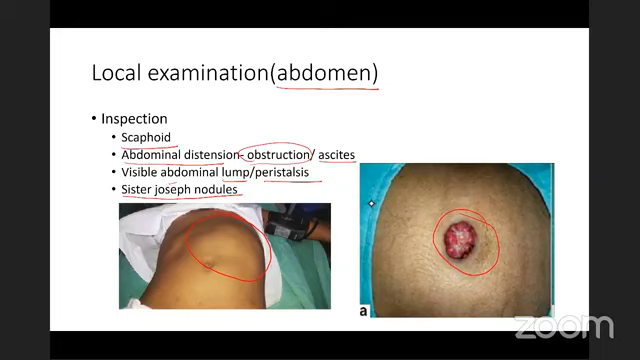 Local examination(abdomen)
• Inspection
• Scaphoid
• Abdominal distension- obstruction/ ascites
• Visible abdominal lump/peristalsis
• Sister joseph nodules
a
zoom